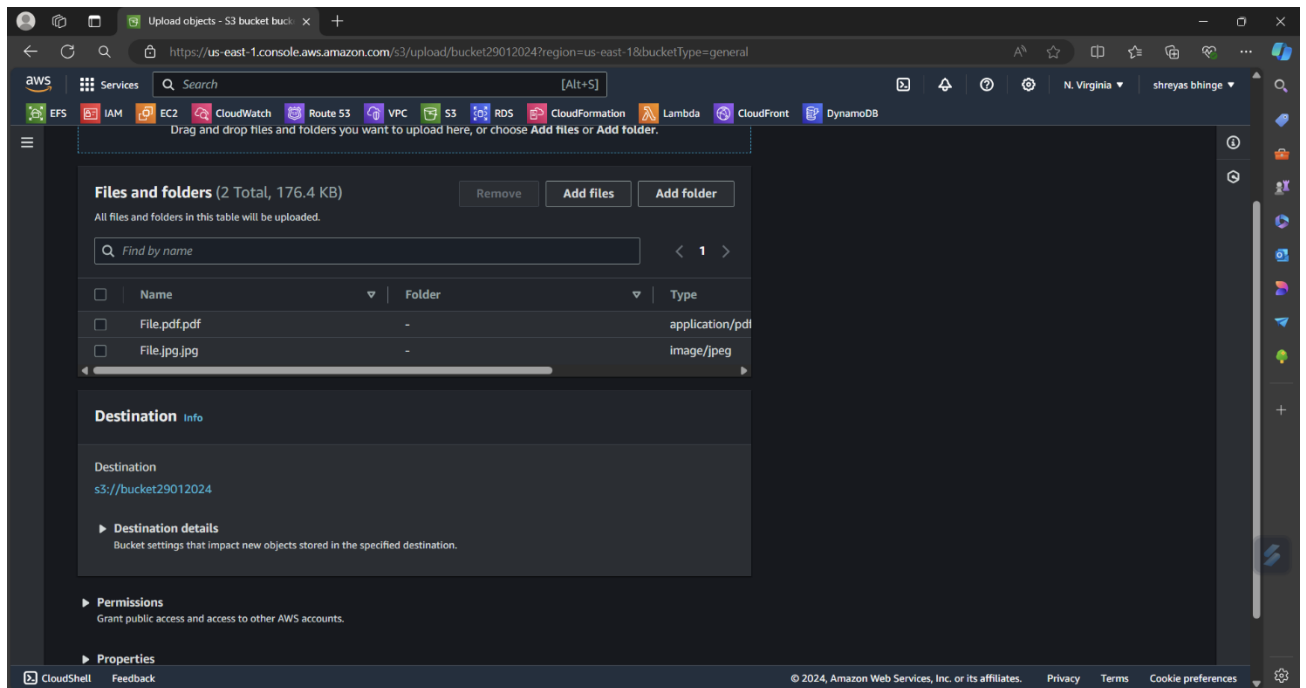 Upload objects - S3 bucket buck
https://us-east-1.console.aws.amazon.com/s3/upload/bucket29012024?region=us-east-1&bucketType=general
aws Services Search [Alt+S] N. Virginia shreyas bhinge
EFS IAM EC2 CloudWatch Route 53 VPC S3 RDS CloudFormation Lambda CloudFront DynamoDB
Drag and drop files and folders you want to upload here, or choose Add files or Add folder.
Files and folders (2 Total, 176.4 KB) Remove Add files Add folder
All files and folders in this table will be uploaded.
Find by name 1
Name Folder Type
File.pdf.pdf - application/pdf
File.jpg.jpg - image/jpeg
Destination Info
Destination
s3://bucket29012024
Destination details
Bucket settings that impact new objects stored in the specified destination.
Permissions
Grant public access and access to other AWS accounts.
Properties
CloudShell Feedback © 2024, Amazon Web Services, Inc. or its affiliates. Privacy Terms Cookie preferences